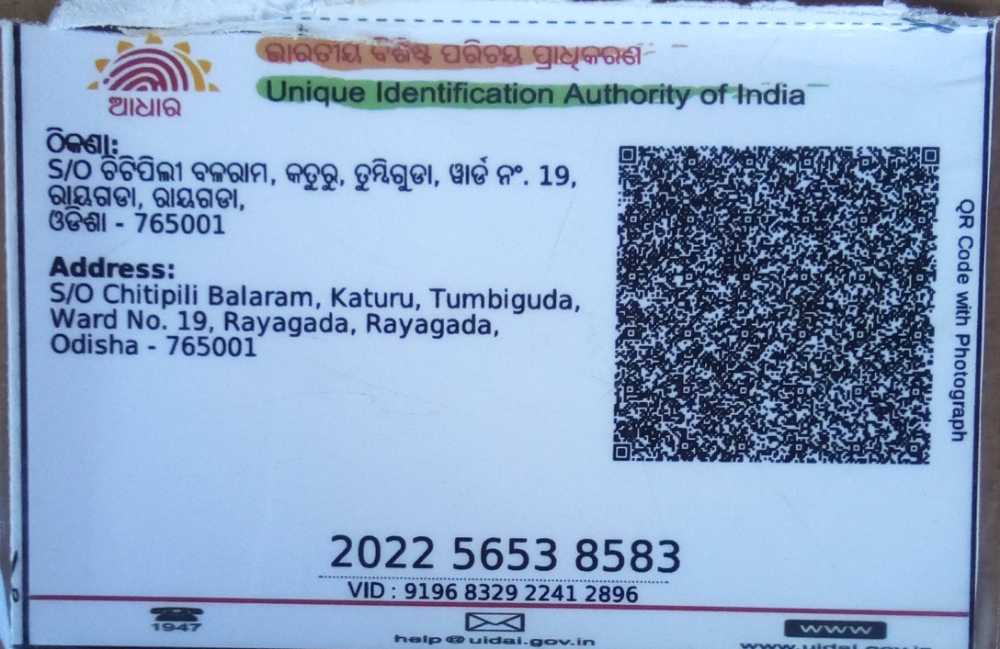 ଭାରତୀୟ ବିଶିଷ୍ଟ ପରିଚୟ ପ୍ରାଧିକରଣ
Unique Identification Authority of India
ଆଧାର
ଠିକଣା:
S/O ଚିଟିପିଲୀ ବଳରାମ, କତୁରୁ, ତୁମ୍ବିଗୁଡା, ୱାର୍ଡ ନଂ. 19,
ରାୟଗଡା, ରାୟଗଡା,
ଓଡିଶା - 765001
Address:
S/O Chitipili Balaram, Katuru, Tumbiguda,
Ward No. 19, Rayagada, Rayagada,
Odisha - 765001
QR Code with Photograph
2022 5653 8583
VID : 9196 8329 2241 2896
1947
help@uidai.gov.in
www